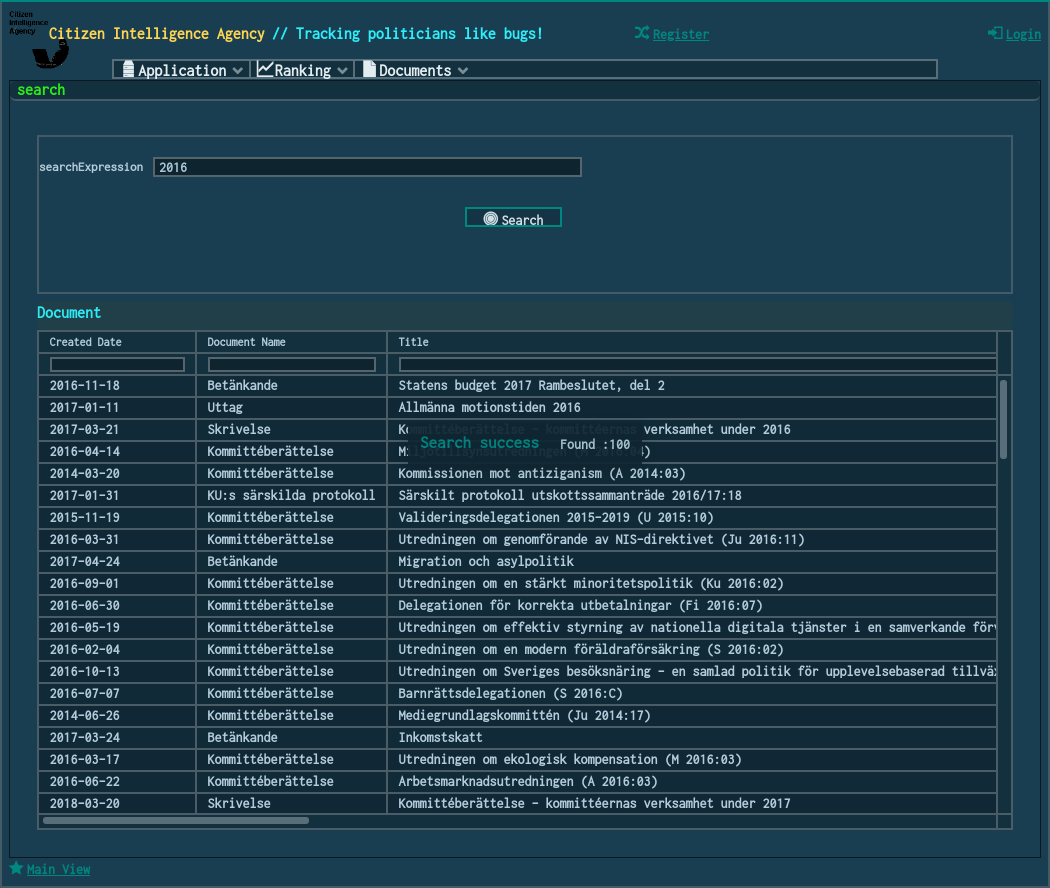 Citizen
Intelligence
Agency
Citizen Intelligence Agency // Tracking politicians like bugs!
Register
Login
Application
Ranking
Documents
search
searchExpression
2016
Search
Document
Created Date Document Name Title
2016-11-18 Betänkande Statens budget 2017 Rambeslutet, del 2
2017-01-11 Uttag Allmänna motionstiden 2016
2017-03-21 Skrivelse Kommittéberättelse - kommittéernas verksamhet under 2016
Search success Found :100
2016-04-14 Kommittéberättelse Miljötillsynsutredningen
2014-03-20 Kommittéberättelse Kommissionen mot antiziganism (A 2014:03)
2017-01-31 KU:s särskilda protokoll Särskilt protokoll utskottssammanträde 2016/17:18
2015-11-19 Kommittéberättelse Valideringsdelegationen 2015-2019 (U 2015:10)
2016-03-31 Kommittéberättelse Utredningen om genomförande av NIS-direktivet (Ju 2016:11)
2017-04-24 Betänkande Migration och asylpolitik
2016-09-01 Kommittéberättelse Utredningen om en stärkt minoritetspolitik (Ku 2016:02)
2016-06-30 Kommittéberättelse Delegationen för korrekta utbetalningar (Fi 2016:07)
2016-05-19 Kommittéberättelse Utredningen om effektiv styrning av nationella digitala tjänster i en samverkande förv
2016-02-04 Kommittéberättelse Utredningen om en modern föräldraförsäkring (S 2016:02)
2016-10-13 Kommittéberättelse Utredningen om Sveriges besöksnäring - en samlad politik för upplevelsebaserad tillväx
2016-07-07 Kommittéberättelse Barnrättsdelegationen (S 2016:C)
2014-06-26 Kommittéberättelse Mediegrundlagskommittén (Ju 2014:17)
2017-03-24 Betänkande Inkomstskatt
2016-03-17 Kommittéberättelse Utredningen om ekologisk kompensation (M 2016:03)
2016-06-22 Kommittéberättelse Arbetsmarknadsutredningen (A 2016:03)
2018-03-20 Skrivelse Kommittéberättelse - kommittéernas verksamhet under 2017
Main View